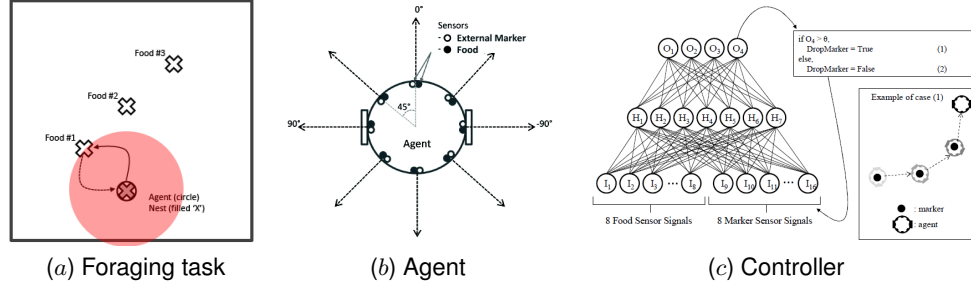 Food #3
Food #2
Food #1
Agent (circle)
Nest (filled 'X')
(a) Foraging task
0°
Sensors
External Marker
Food
45°
90°
-90°
Agent
(b) Agent
O1 O2 O3 O4
H1 H2 H3 H4 H5 H6 H7
I1 I2 I3 ··· I8 I9 I10 I11 ··· I16
8 Food Sensor Signals 8 Marker Sensor Signals
if O4 > θ,
DropMarker = True (1)
else,
DropMarker = False (2)
Example of case (1)
: marker
: agent
(c) Controller